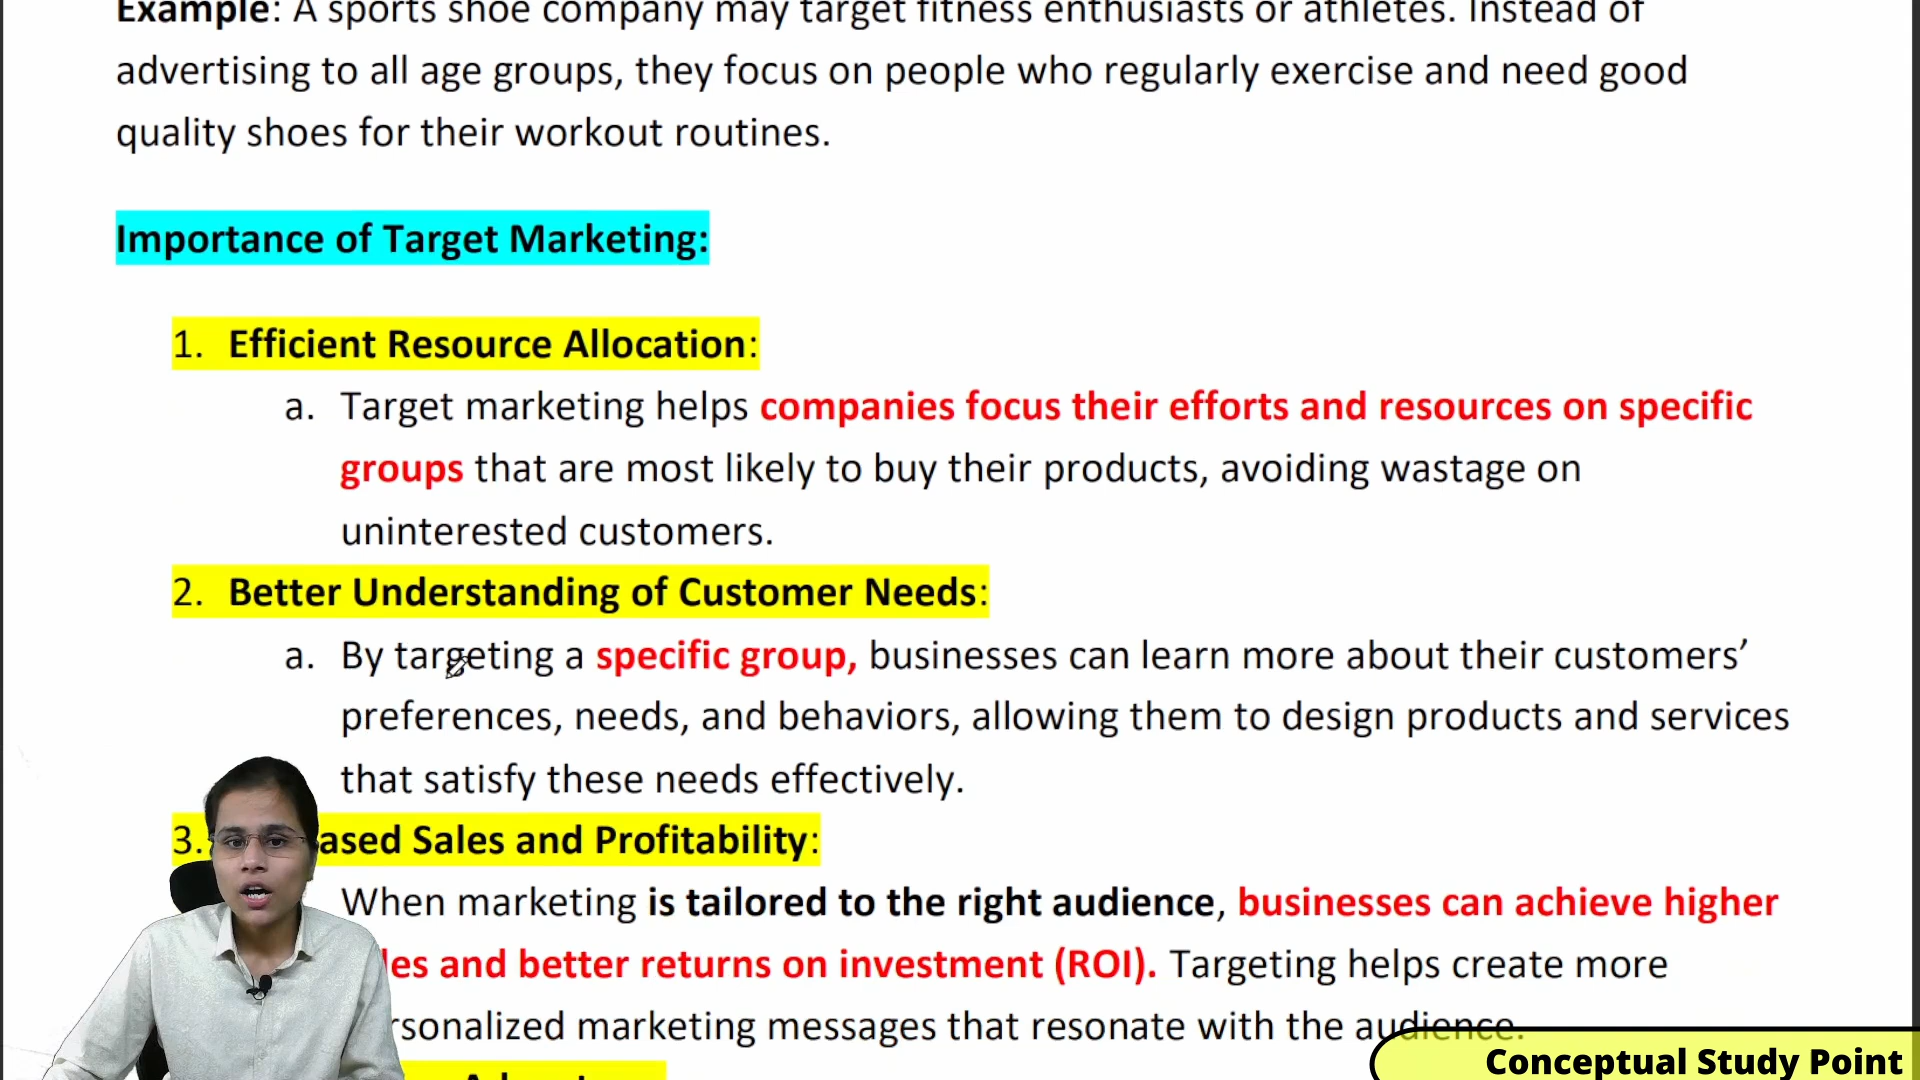 Example: A sports shoe company may target fitness enthusiasts or athletes. Instead of
advertising to all age groups, they focus on people who regularly exercise and need good
quality shoes for their workout routines.
Importance of Target Marketing:
1. Efficient Resource Allocation:
a. Target marketing helps companies focus their efforts and resources on specific
groups that are most likely to buy their products, avoiding wastage on
uninterested customers.
2. Better Understanding of Customer Needs:
a. By targeting a specific group, businesses can learn more about their customers’
preferences, needs, and behaviors, allowing them to design products and services
that satisfy these needs effectively.
3. ased Sales and Profitability:
When marketing is tailored to the right audience, businesses can achieve higher
les and better returns on investment (ROI). Targeting helps create more
rsonalized marketing messages that resonate with the audience.
Conceptual Study Point